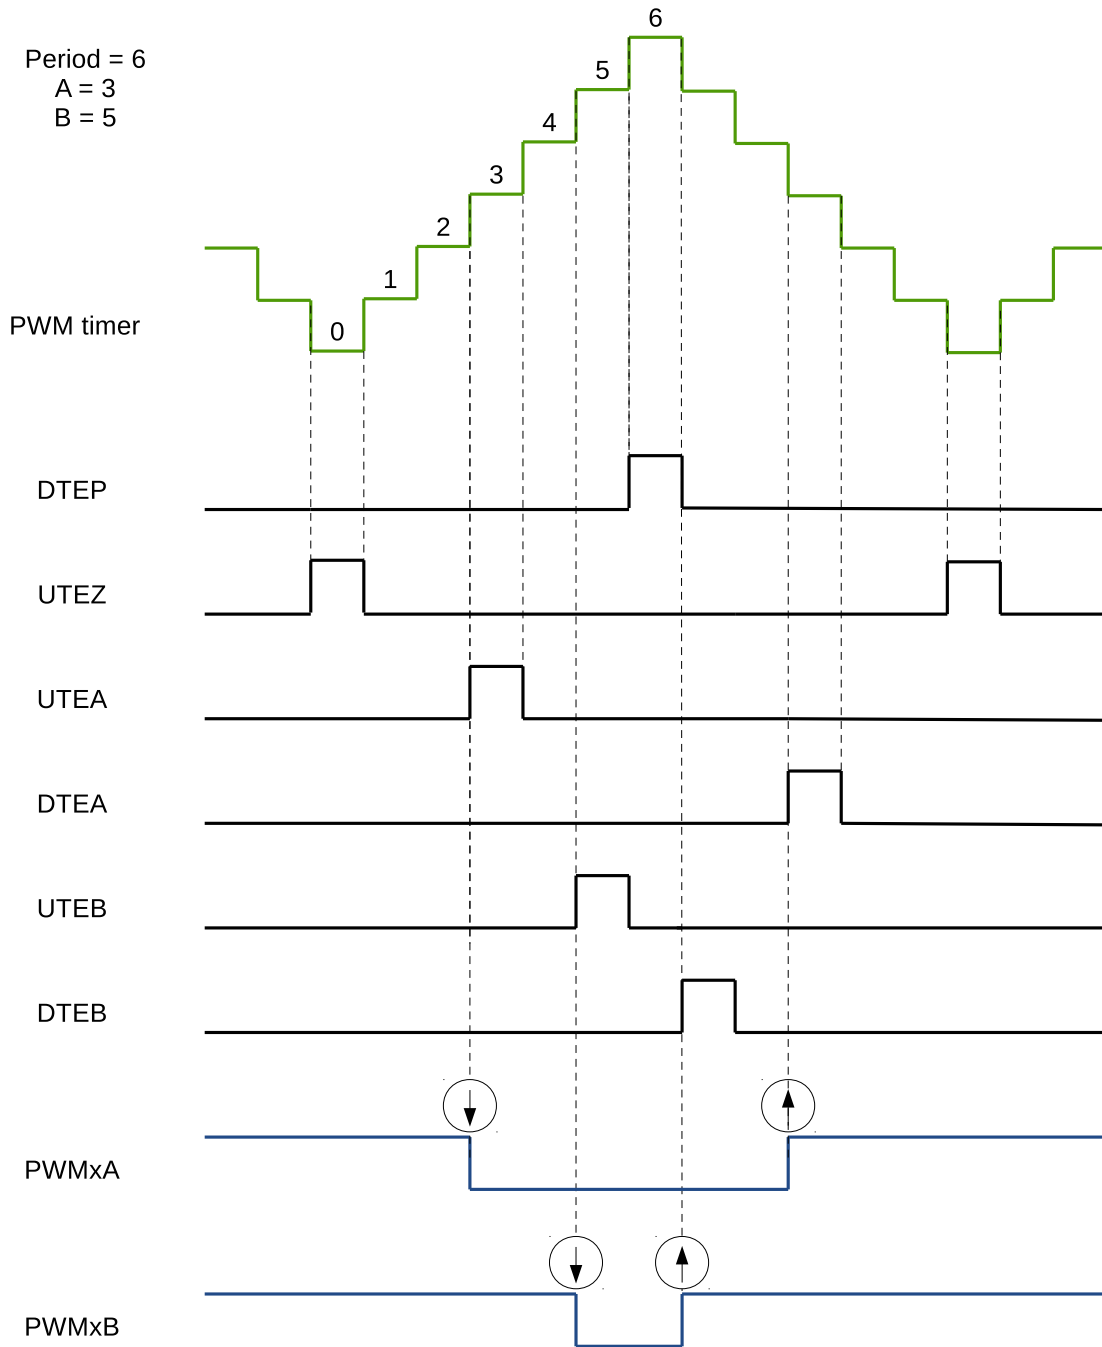 6
Period = 6
A = 3
B = 5
5
4
3
2
1
0
PWM timer
DTEP
UTEZ
UTEA
DTEA
UTEB
DTEB
PWMxA
PWMxB